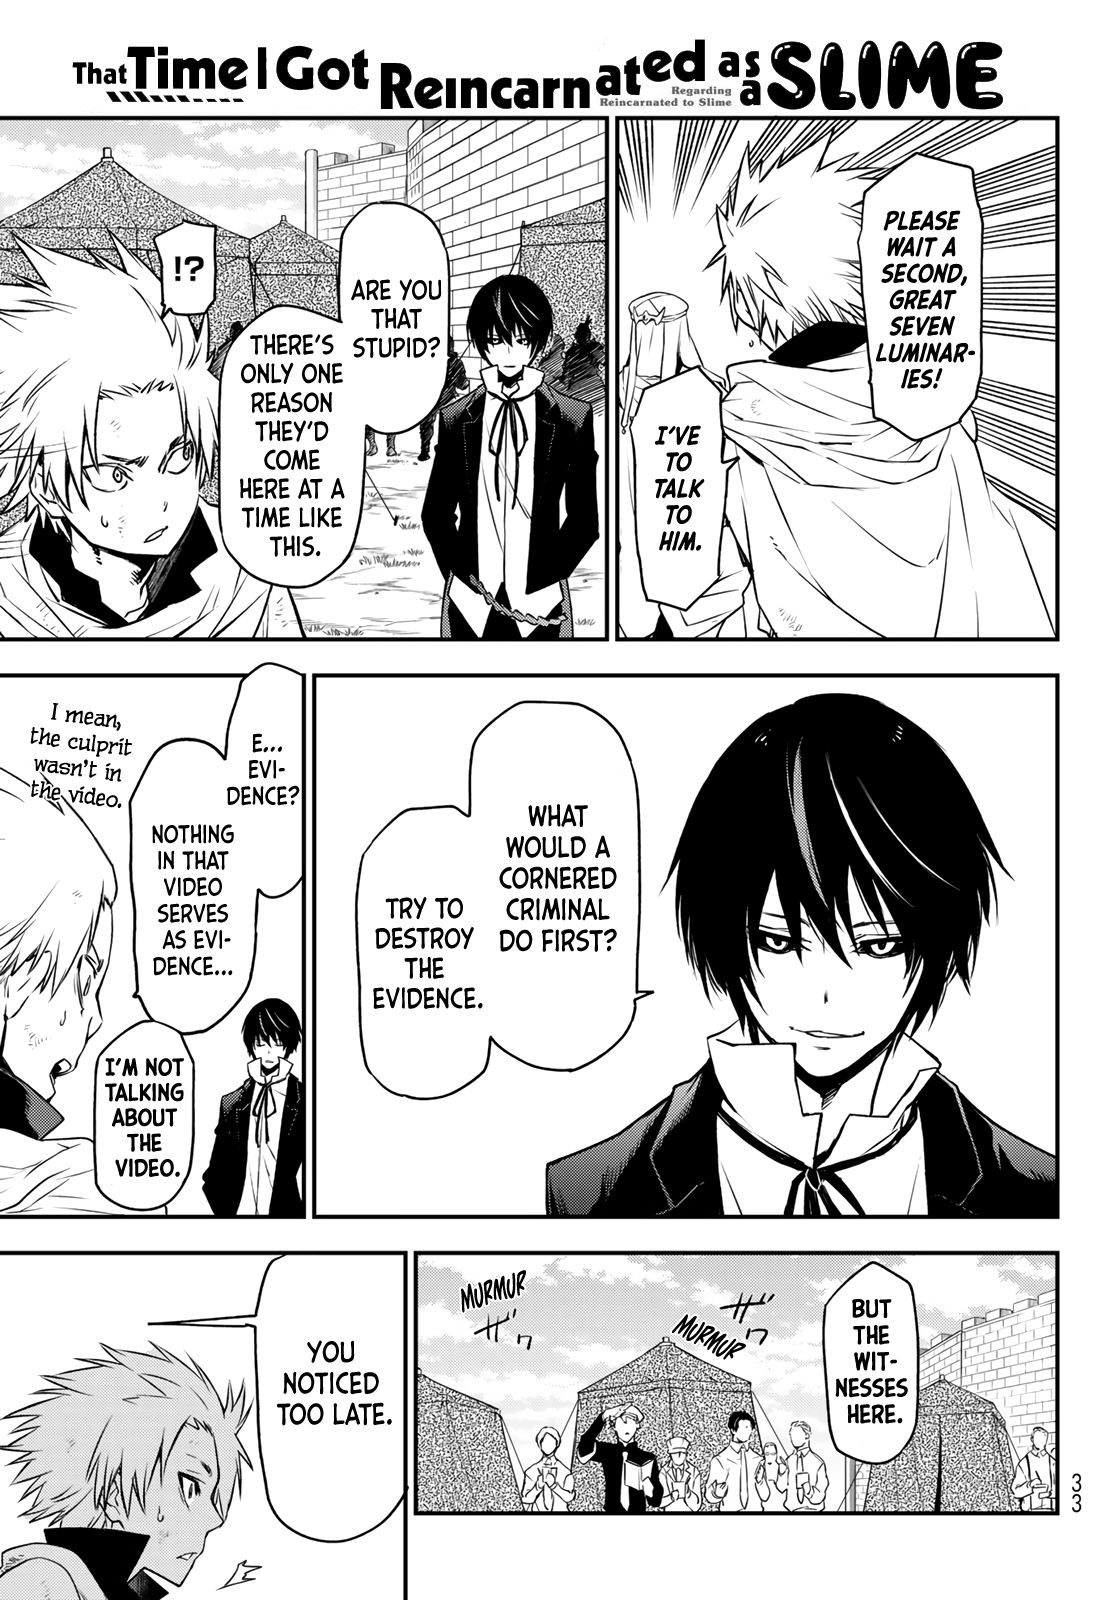 That Time I Got Reincarnated as a SLIME
Regarding
Reincarnated to Slime
PLEASE
WAIT A
SECOND,
GREAT
SEVEN
LUMINAR-
IES!
I'VE
TO
TALK
TO
HIM.
ARE YOU
THAT
STUPID?
THERE'S
ONLY ONE
REASON
THEY'D
COME
HERE AT A
TIME LIKE
THIS.
!?
WHAT
WOULD A
CORNERED
CRIMINAL
DO FIRST?
TRY TO
DESTROY
THE
EVIDENCE.
E...
EVI-
DENCE?
NOTHING
IN THAT
VIDEO
SERVES
AS EVI-
DENCE...
I mean,
the culprit
wasn't in
the video.
I'M NOT
TALKING
ABOUT
THE
VIDEO.
BUT
THE
WIT-
NESSES
HERE.
ザワ
MURMUR
ザワ
MURMUR
YOU
NOTICED
TOO LATE.
33